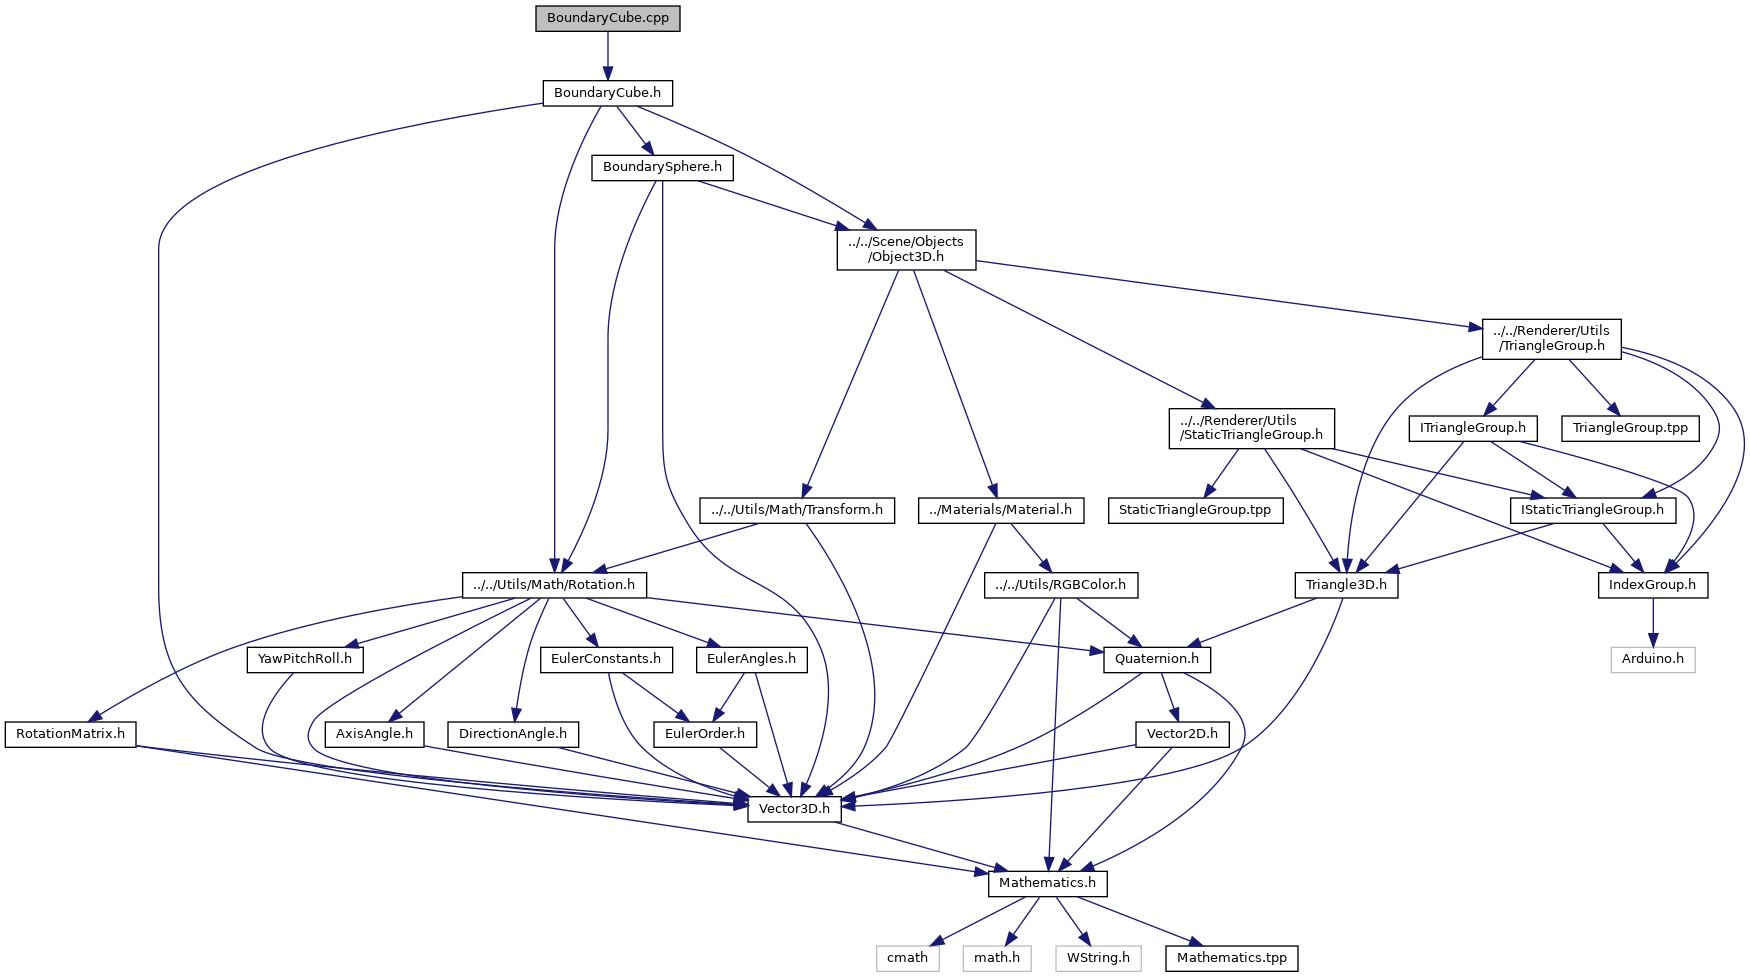 BoundaryCube.cpp
BoundaryCube.h
BoundarySphere.h
../../Scene/Objects
/Object3D.h
../../Renderer/Utils
/TriangleGroup.h
../../Renderer/Utils
/StaticTriangleGroup.h
ITriangleGroup.h
TriangleGroup.tpp
../../Utils/Math/Transform.h
../Materials/Material.h
StaticTriangleGroup.tpp
IStaticTriangleGroup.h
../../Utils/Math/Rotation.h
../../Utils/RGBColor.h
Triangle3D.h
IndexGroup.h
YawPitchRoll.h
EulerConstants.h
EulerAngles.h
Quaternion.h
Arduino.h
RotationMatrix.h
AxisAngle.h
DirectionAngle.h
EulerOrder.h
Vector2D.h
Vector3D.h
Mathematics.h
cmath
math.h
WString.h
Mathematics.tpp